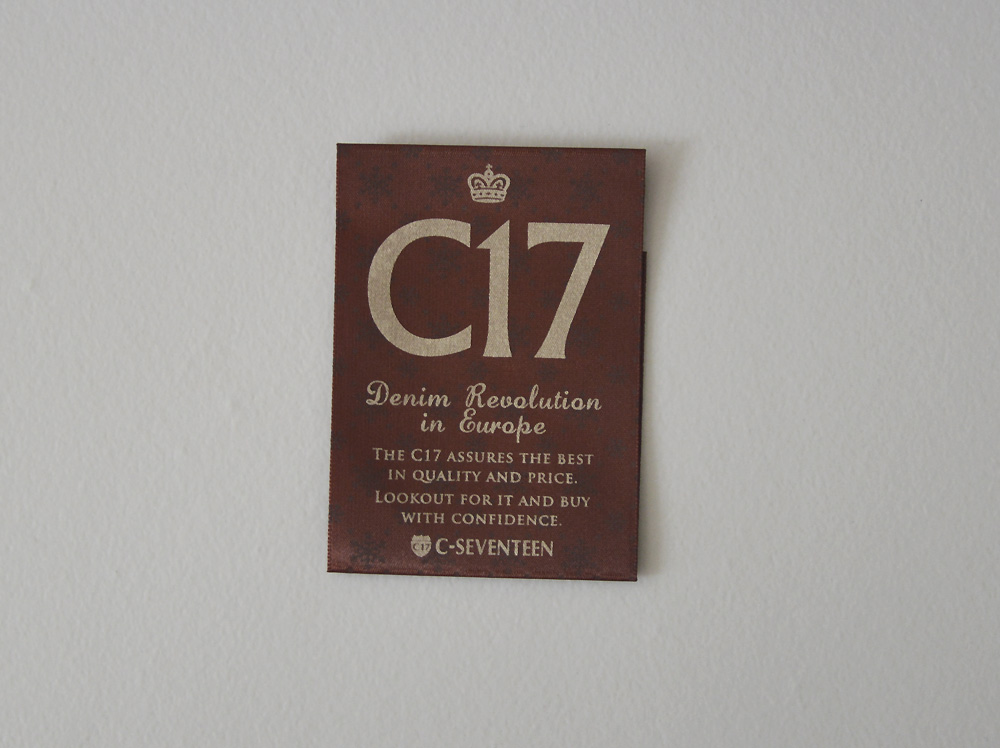 C17
Denim Revolution
in Europe
THE C17 ASSURES THE BEST
IN QUALITY AND PRICE.
LOOKOUT FOR IT AND BUY
WITH CONFIDENCE.
C17 C-SEVENTEEN